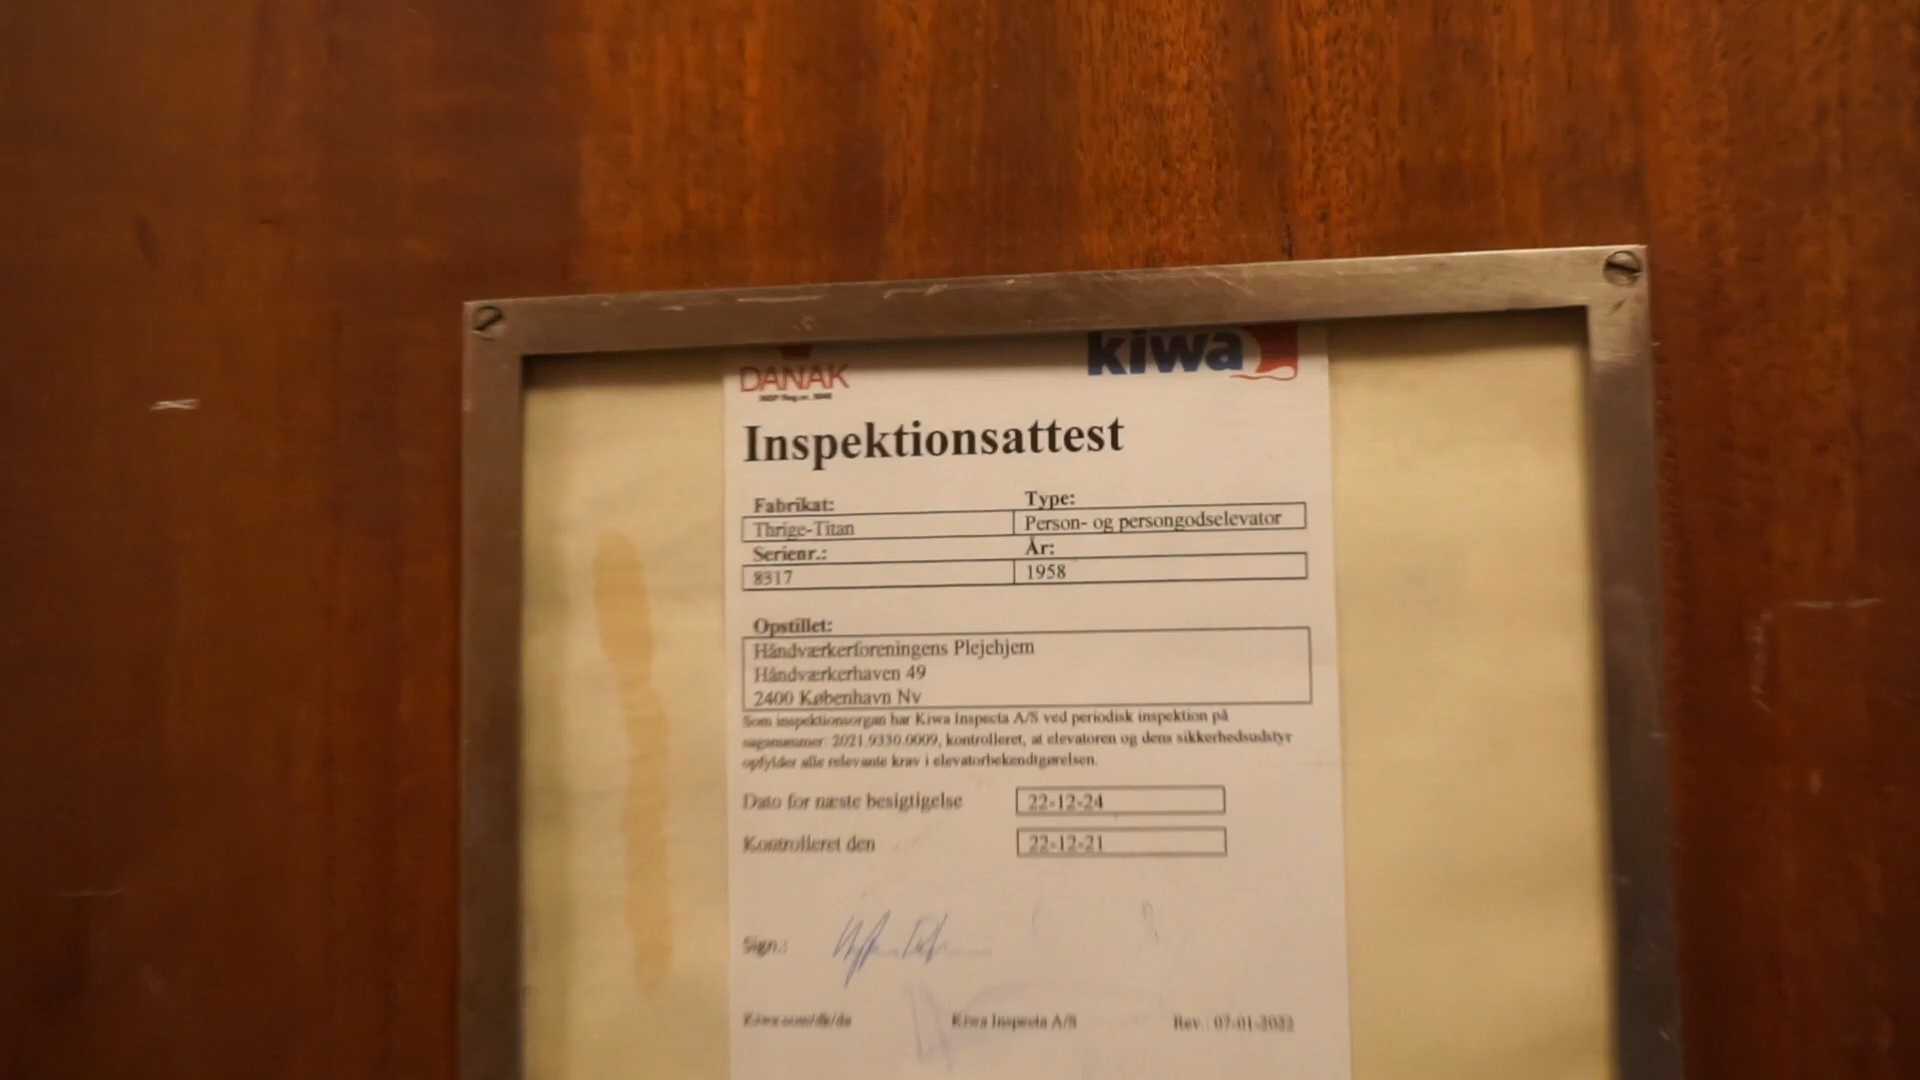 DANAK
kiwa
Inspektionsattest
Fabrikat: Type:
Thrige-Titan Person- og persongodselevator
Serienr.: År:
8317 1958
Opstillet:
Håndværkerforeningens Plejehjem
Håndværkerhaven 49
2400 København Nv
Som inspektionsorgan har Kiwa Inspecta A/S ved periodisk inspektion på
sagsnummer: 2021.9330.0009, kontrolleret, at elevatoren og dens sikkerhedsudstyr
opfylder alle relevante krav i elevatorbekendtgørelsen.
Dato for næste besigtigelse 22-12-24
Kontrolleret den 22-12-21
Sign.:
Kiwa Inspecta A/S Rev.: 07-01-2022